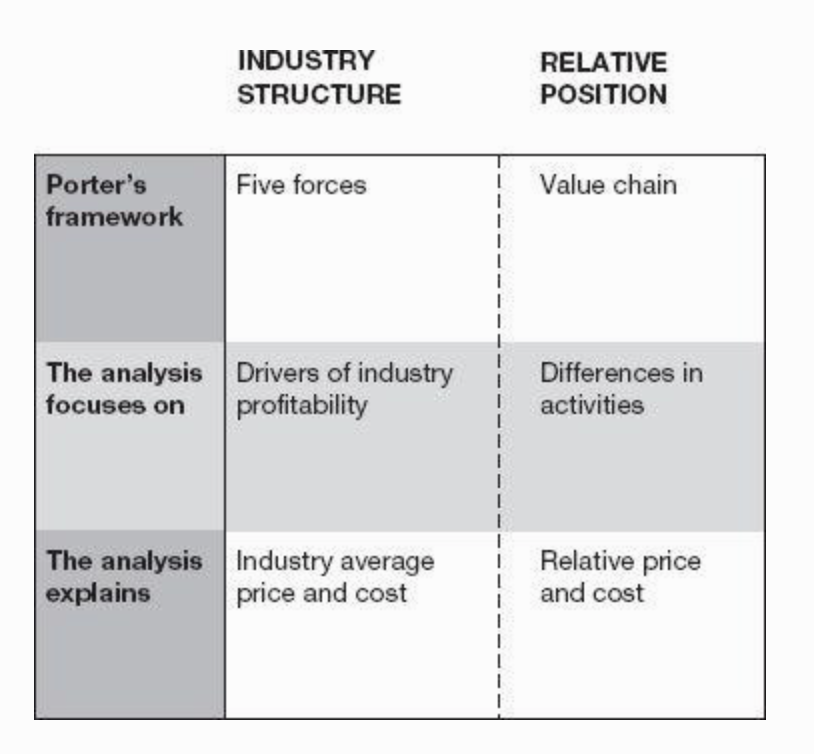 INDUSTRY
STRUCTURE
RELATIVE
POSITION
Porter's
framework
Five forces
Value chain
The analysis
focuses on
Drivers of industry
profitability
Differences in
activities
The analysis
explains
Industry average
price and cost
Relative price
and cost